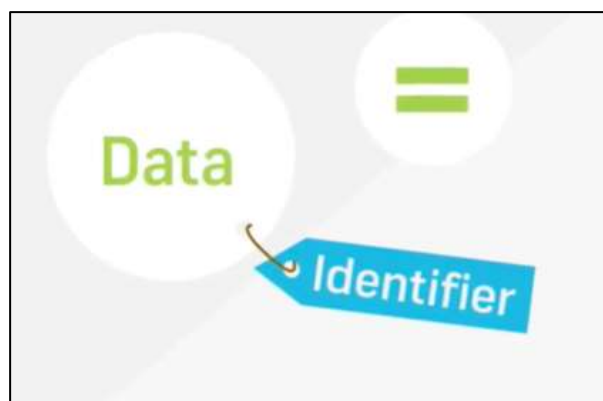 Data
=
Identifier